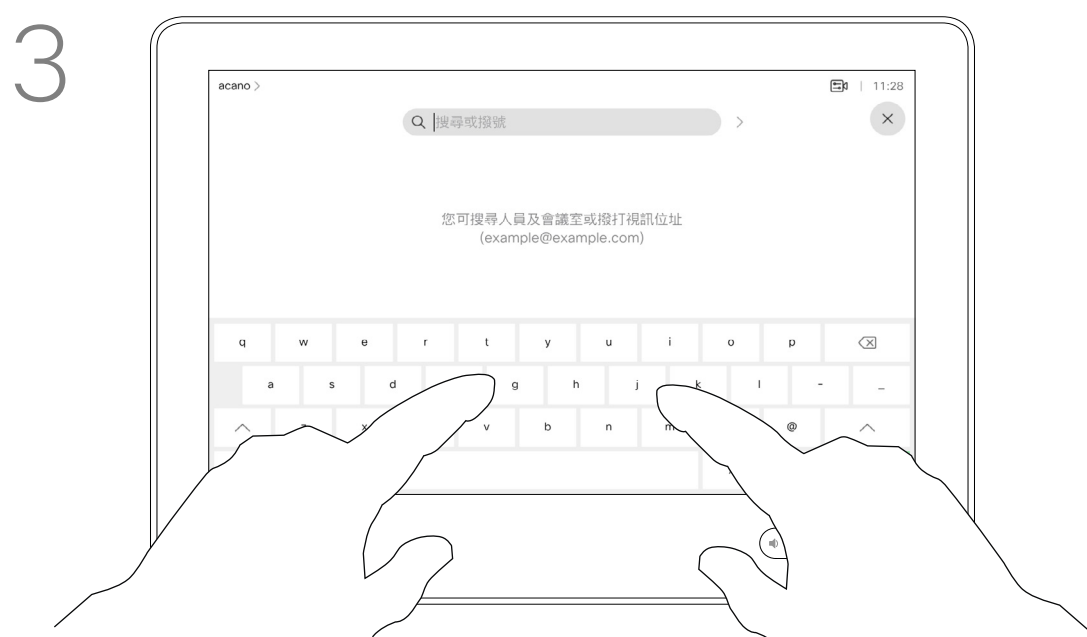 3
acano >
11:28
搜尋或撥號
您可搜尋人員及會議室或撥打視訊位址
(example@example.com)
q w e r t y u i o p
a s d g h j k l - _
x v b n m @